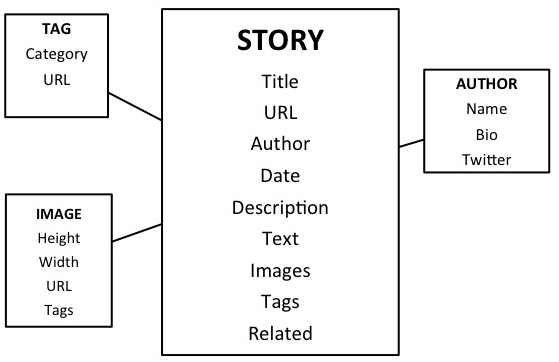 TAG
Category
URL
STORY
Title
URL
Author
Date
Description
Text
Images
Tags
Related
AUTHOR
Name
Bio
Twitter
IMAGE
Height
Width
URL
Tags